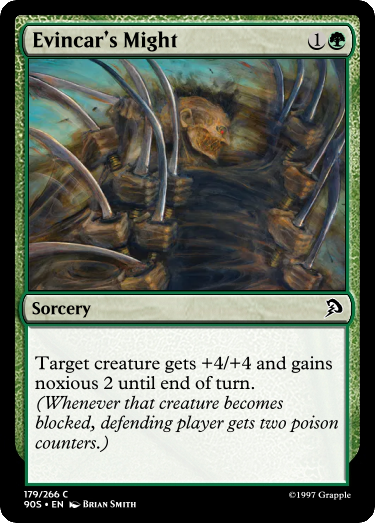 Evincar's Might 1
Sorcery
Target creature gets +4/+4 and gains
noxious 2 until end of turn.
(Whenever that creature becomes
blocked, defending player gets two poison
counters.)
179/266 C
90S • EN Brian Smith
©1997 Grapple